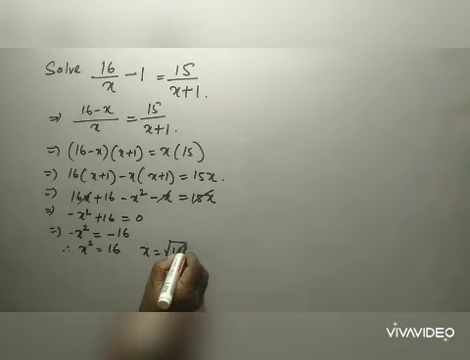 Solve 16/x - 1 = 15/x+1.
⇒ 16-x/x = 15/x+1.
⇒ (16-x)(x+1) = x(15)
⇒ 16(x+1) - x(x+1) = 15x.
⇒ 16x + 16 - x² - x = 15x
⇒ -x² + 16 = 0
⇒ -x² = -16
∴ x² = 16 x = √
VIVAVIDEO